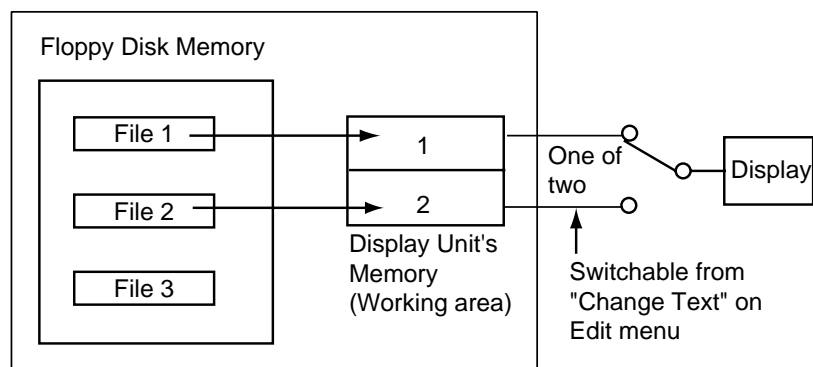 Floppy Disk Memory
File 1
File 2
File 3
1
2
Display Unit's
Memory
(Working area)
One of
two
Display
Switchable from
"Change Text" on
Edit menu